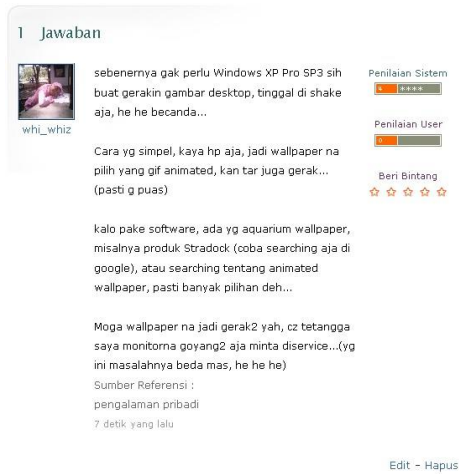 1 Jawaban
whi_whiz
sebenernya gak perlu Windows XP Pro SP3 sih
buat gerakin gambar desktop, tinggal di shake
aja, he he becanda...
Cara yg simpel, kaya hp aja, jadi wallpaper na
pilih yang gif animated, kan tar juga gerak...
(pasti g puas)
kalo pake software, ada yg aquarium wallpaper,
misalnya produk Stradock (coba searching aja di
google), atau searching tentang animated
wallpaper, pasti banyak pilihan deh...
Moga wallpaper na jadi gerak2 yah, cz tetangga
saya monitorna goyang2 aja minta diservice...(yg
ini masalahnya beda mas, he he he)
Sumber Referensi :
pengalaman pribadi
7 detik yang lalu
Penilaian Sistem
****
Penilaian User
0
Beri Bintang
Edit - Hapus